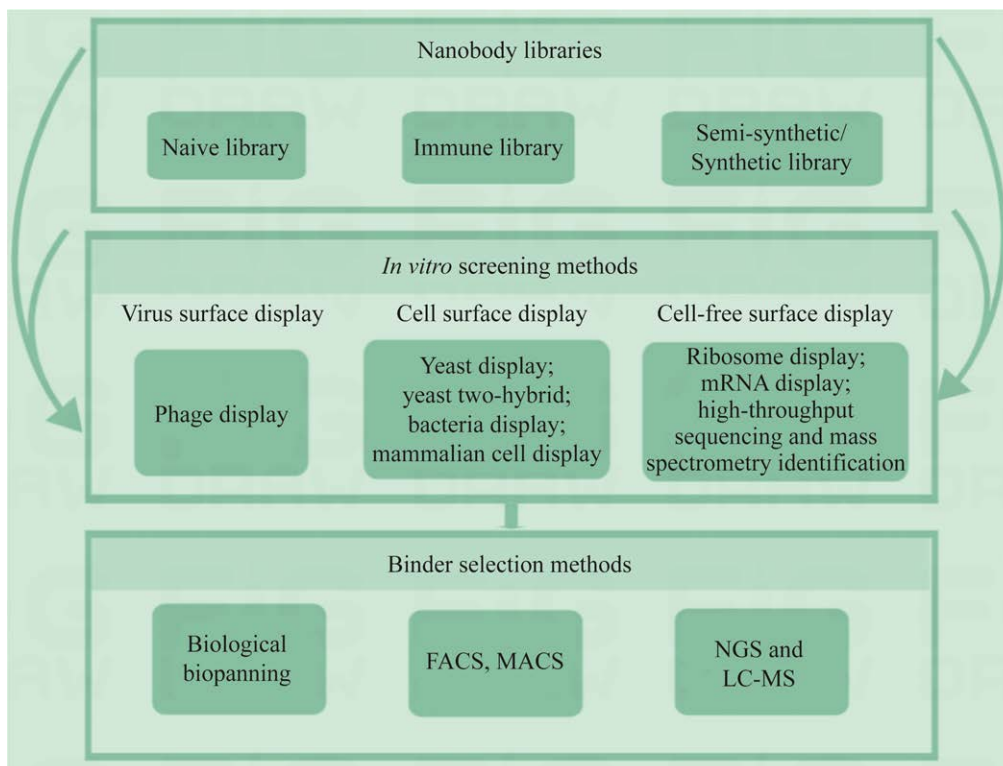 Nanobody libraries
Naive library
Immune library
Semi-synthetic/
Synthetic library
In vitro screening methods
Virus surface display
Cell surface display
Cell-free surface display
Phage display
Yeast display;
yeast two-hybrid;
bacteria display;
mammalian cell display
Ribosome display;
mRNA display;
high-throughput
sequencing and mass
spectrometry identification
Binder selection methods
Biological
biopanning
FACS, MACS
NGS and
LC-MS